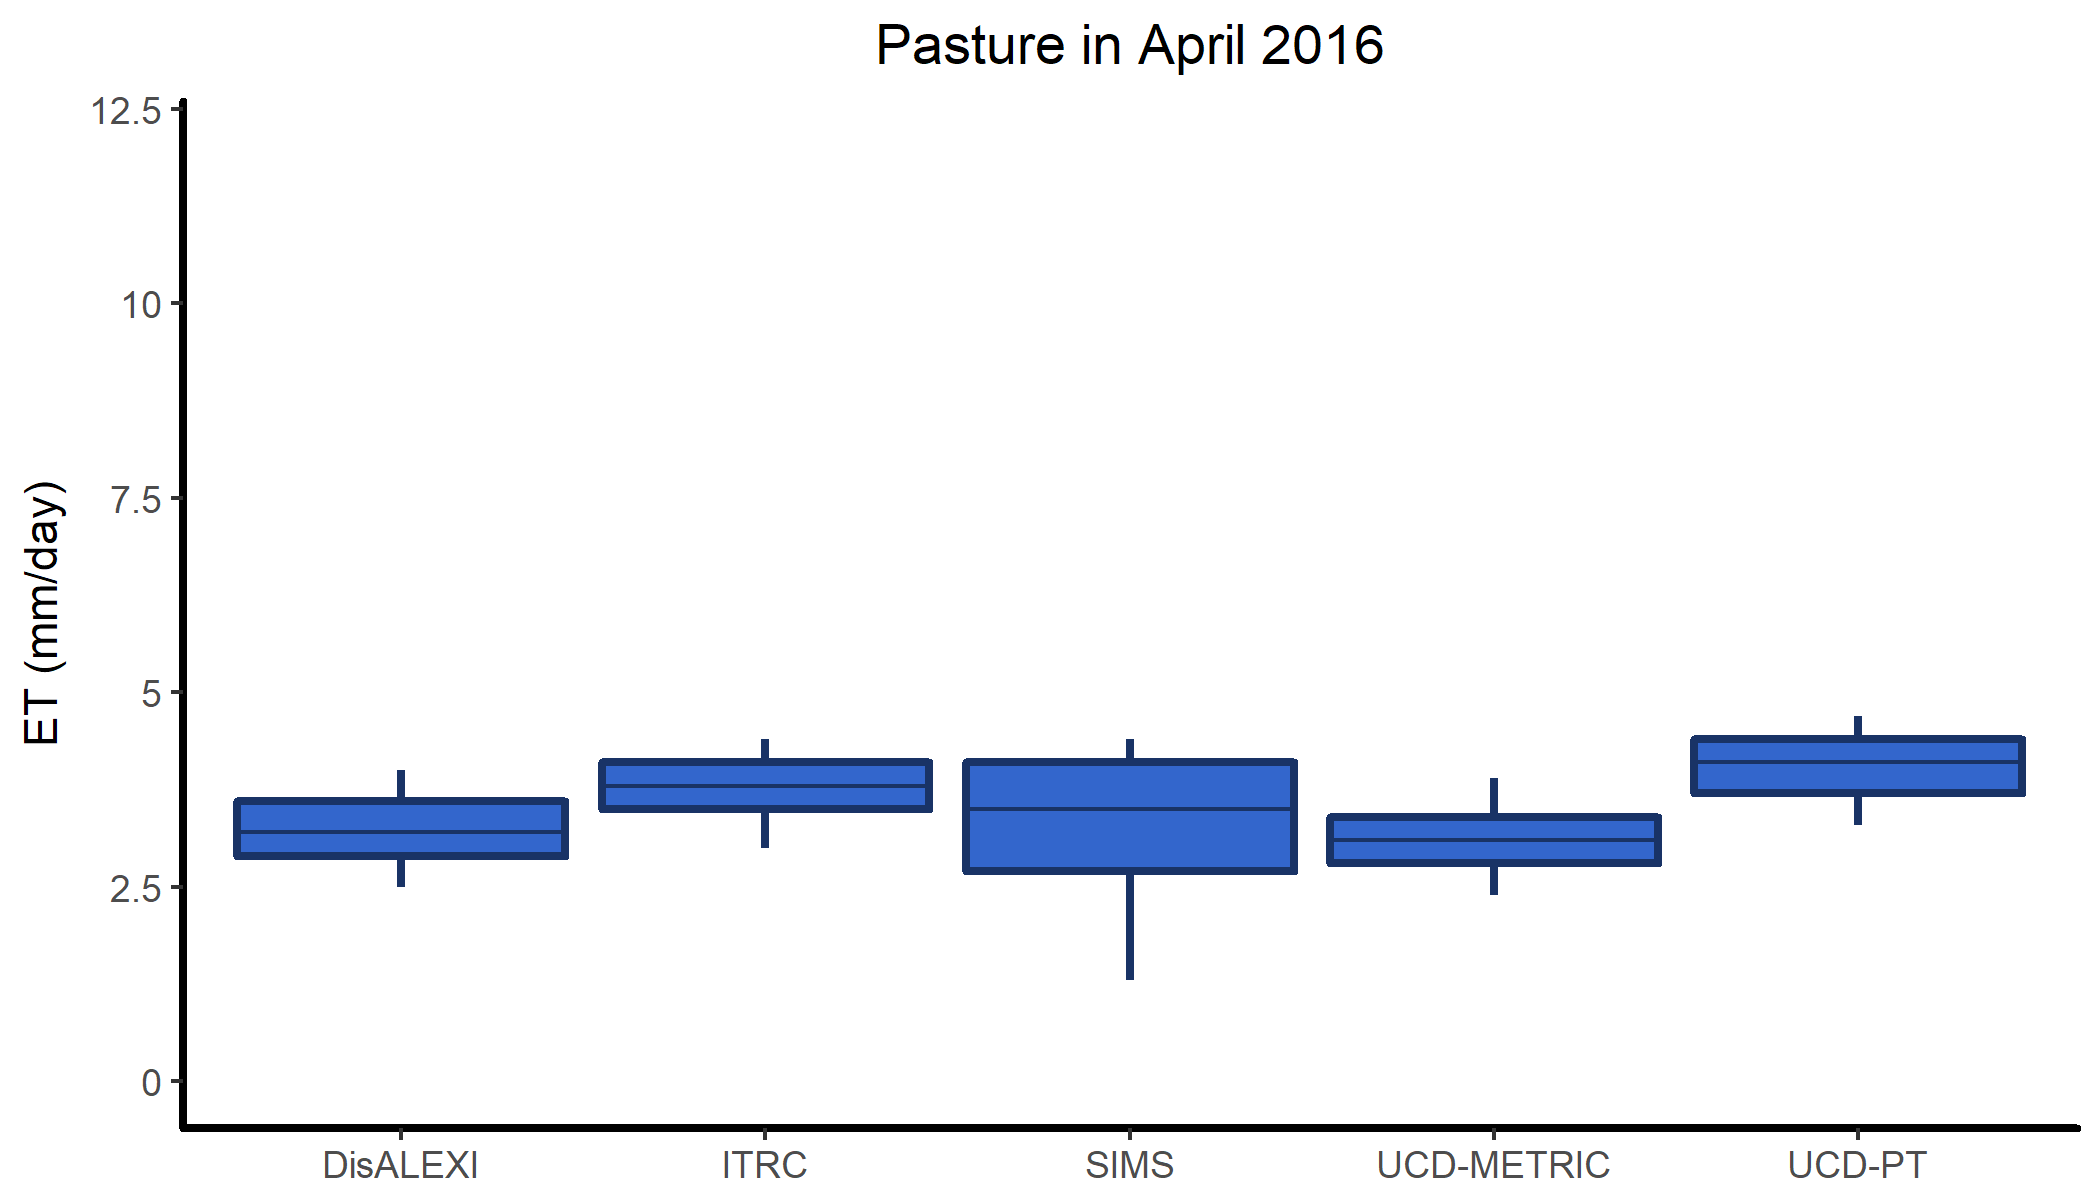 Pasture in April 2016
12.5
10
7.5
5
2.5
0
ET (mm/day)
DisALEXI
ITRC
SIMS
UCD-METRIC
UCD-PT